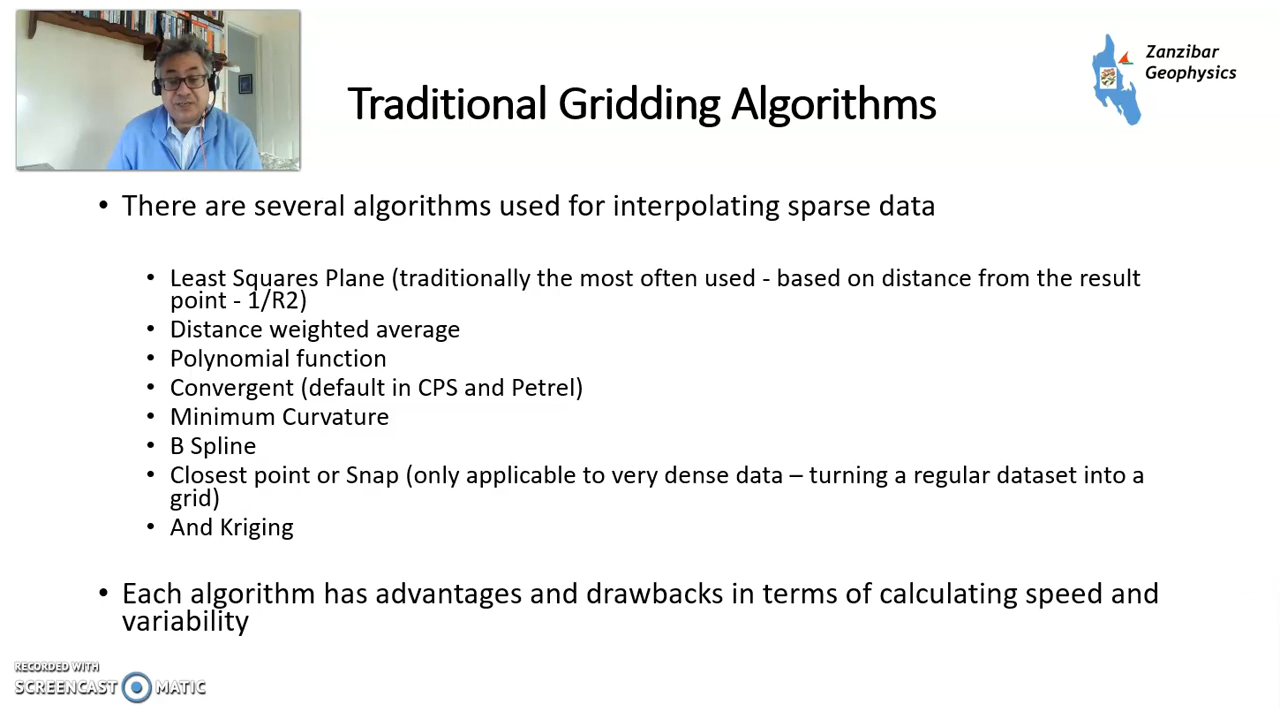 Zanzibar
Geophysics
Traditional Gridding Algorithms
• There are several algorithms used for interpolating sparse data
• Least Squares Plane (traditionally the most often used - based on distance from the result
point - 1/R2)
• Distance weighted average
• Polynomial function
• Convergent (default in CPS and Petrel)
• Minimum Curvature
• B Spline
• Closest point or Snap (only applicable to very dense data – turning a regular dataset into a
grid)
• And Kriging
• Each algorithm has advantages and drawbacks in terms of calculating speed and
variability
RECORDED WITH
SCREENCAST MATIC